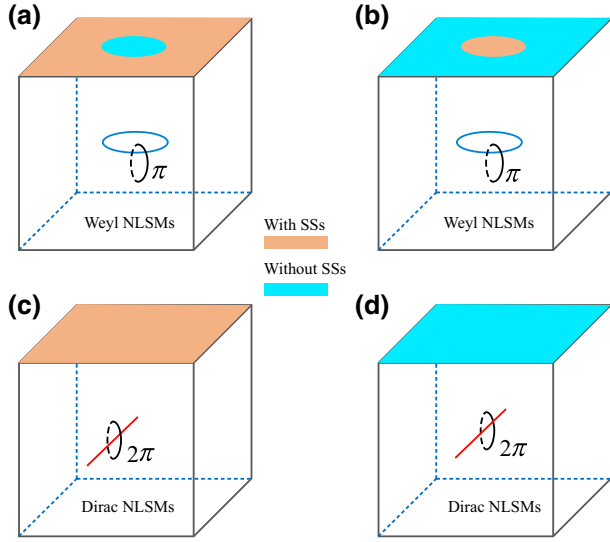 (a)
(b)
π
π
Weyl NLSMs
Weyl NLSMs
With SSs
Without SSs
(c)
(d)
2π
2π
Dirac NLSMs
Dirac NLSMs